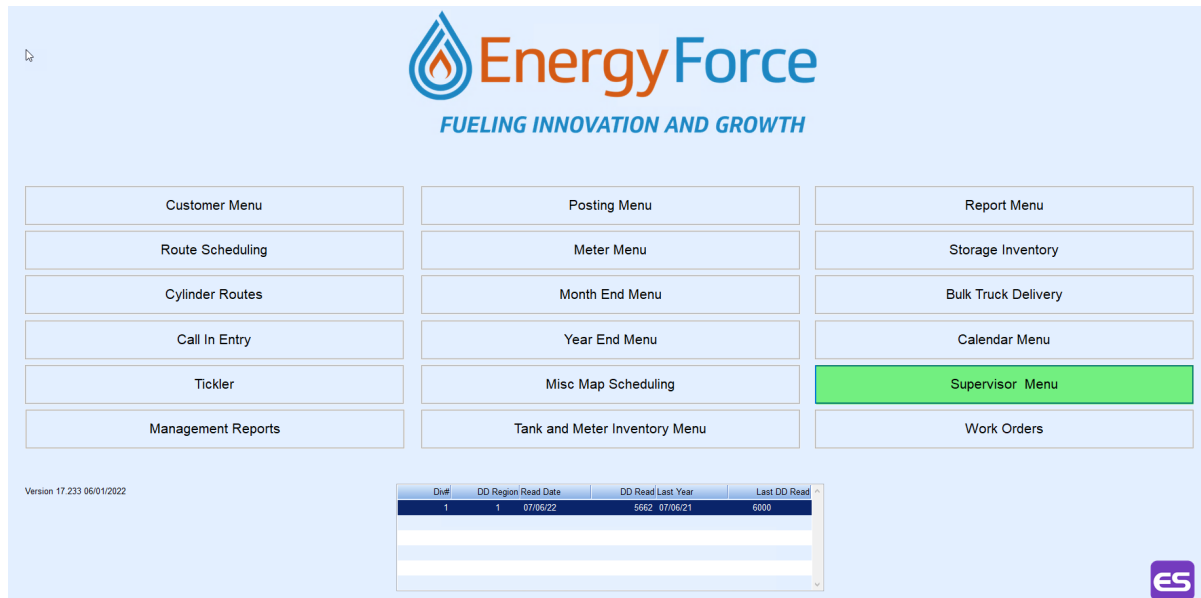 EnergyForce
FUELING INNOVATION AND GROWTH
Customer Menu
Posting Menu
Report Menu
Route Scheduling
Meter Menu
Storage Inventory
Cylinder Routes
Month End Menu
Bulk Truck Delivery
Call In Entry
Year End Menu
Calendar Menu
Tickler
Misc Map Scheduling
Supervisor Menu
Management Reports
Tank and Meter Inventory Menu
Work Orders
Version 17.233 06/01/2022
Div# DD Region Read Date DD Read Last Year Last DD Read
1 1 07/06/22 5662 07/06/21 6000
ES